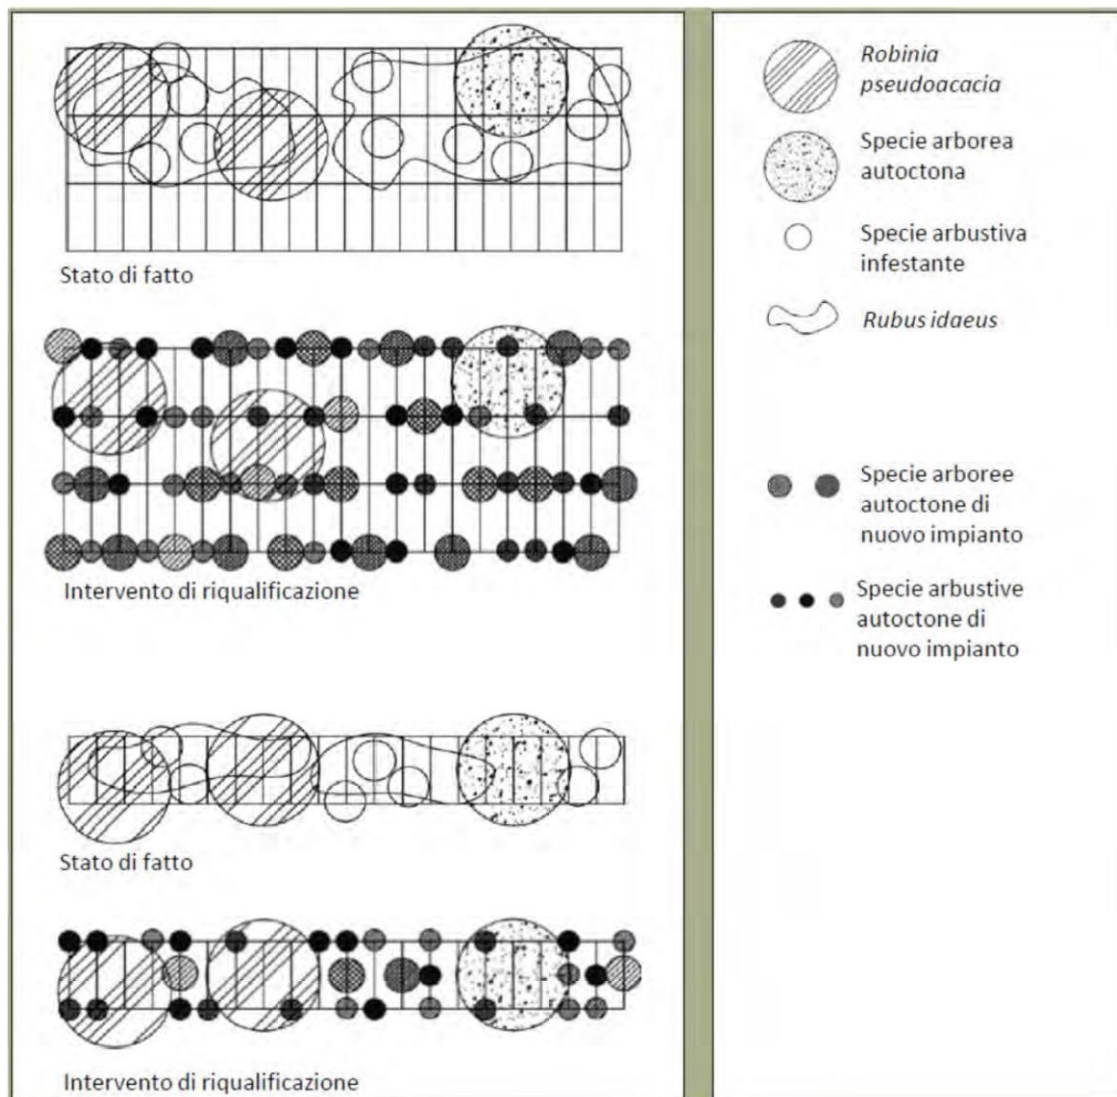 Stato di fatto
Intervento di riqualificazione
Stato di fatto
Intervento di riqualificazione
Robinia
pseudoacacia
Specie arborea
autoctona
Specie arbustiva
infestante
Rubus idaeus
Specie arboree
autoctone di
nuovo impianto
Specie arbustive
autoctone di
nuovo impianto